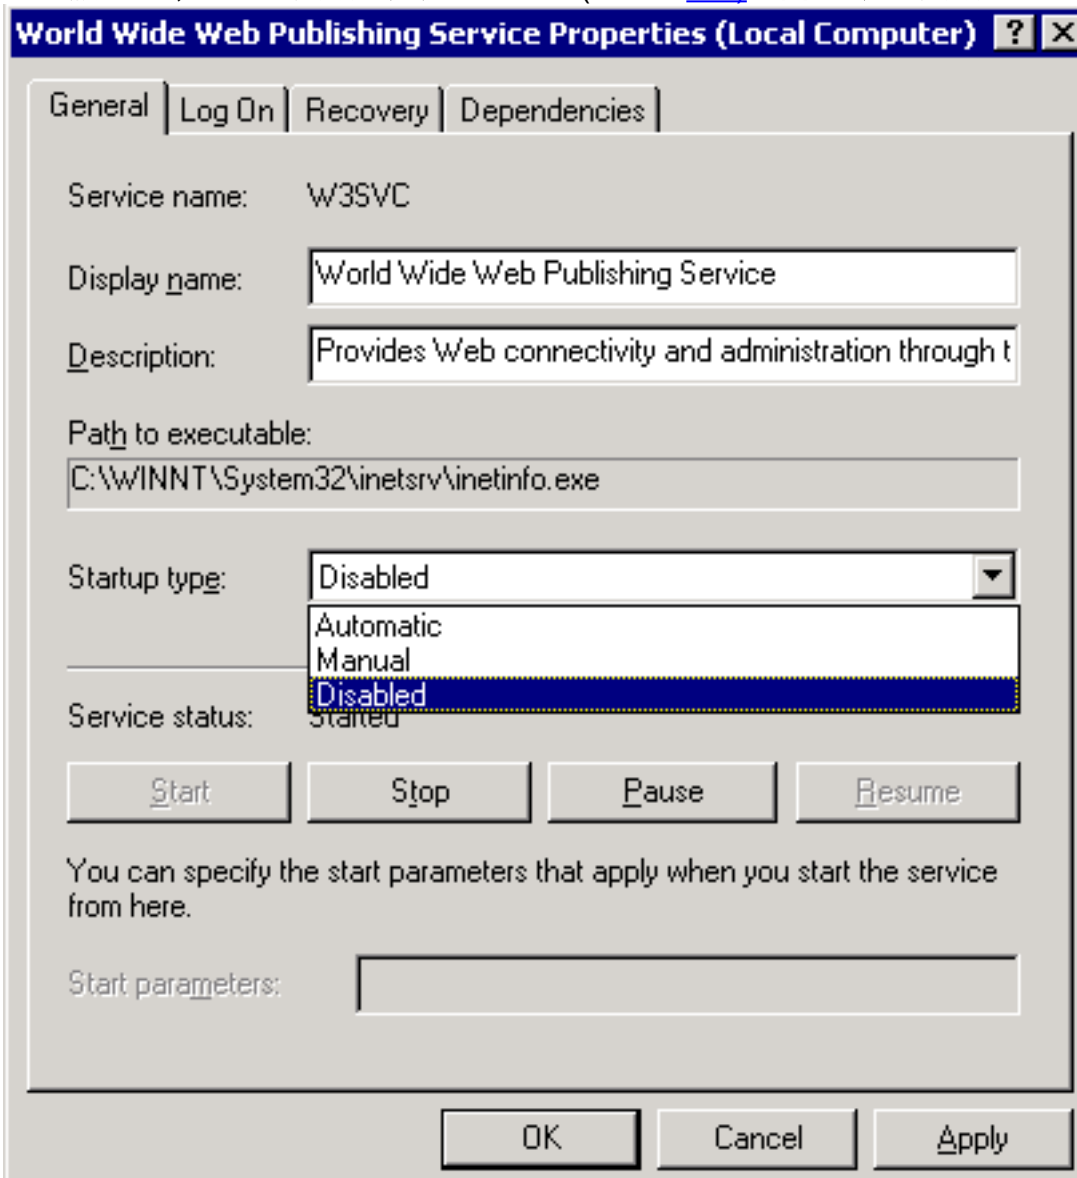 World Wide Web Publishing Service Properties (Local Computer)
General Log On Recovery Dependencies
Service name: W3SVC
Display name: World Wide Web Publishing Service
Description: Provides Web connectivity and administration through t
Path to executable:
C:\WINNT\System32\inetsrv\inetinfo.exe
Startup type: Disabled
Automatic
Manual
Disabled
Service status: Started
Start Stop Pause Resume
You can specify the start parameters that apply when you start the service
from here.
Start parameters:
OK Cancel Apply